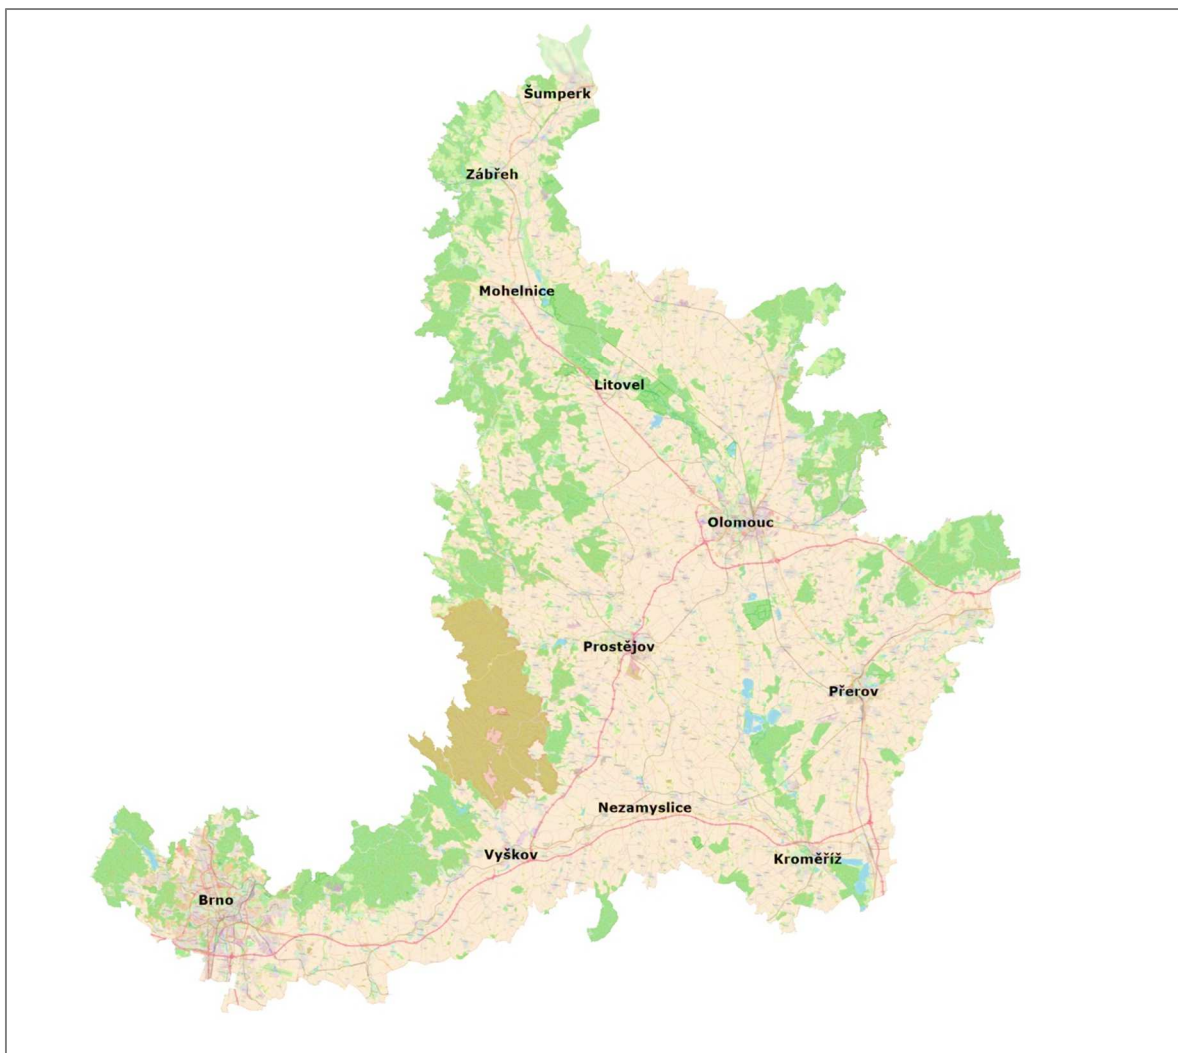 Šumperk
Zábřeh
Mohelnice
Litovel
Olomouc
Prostějov
Přerov
Nezamyslice
Vyškov
Kroměříž
Brno